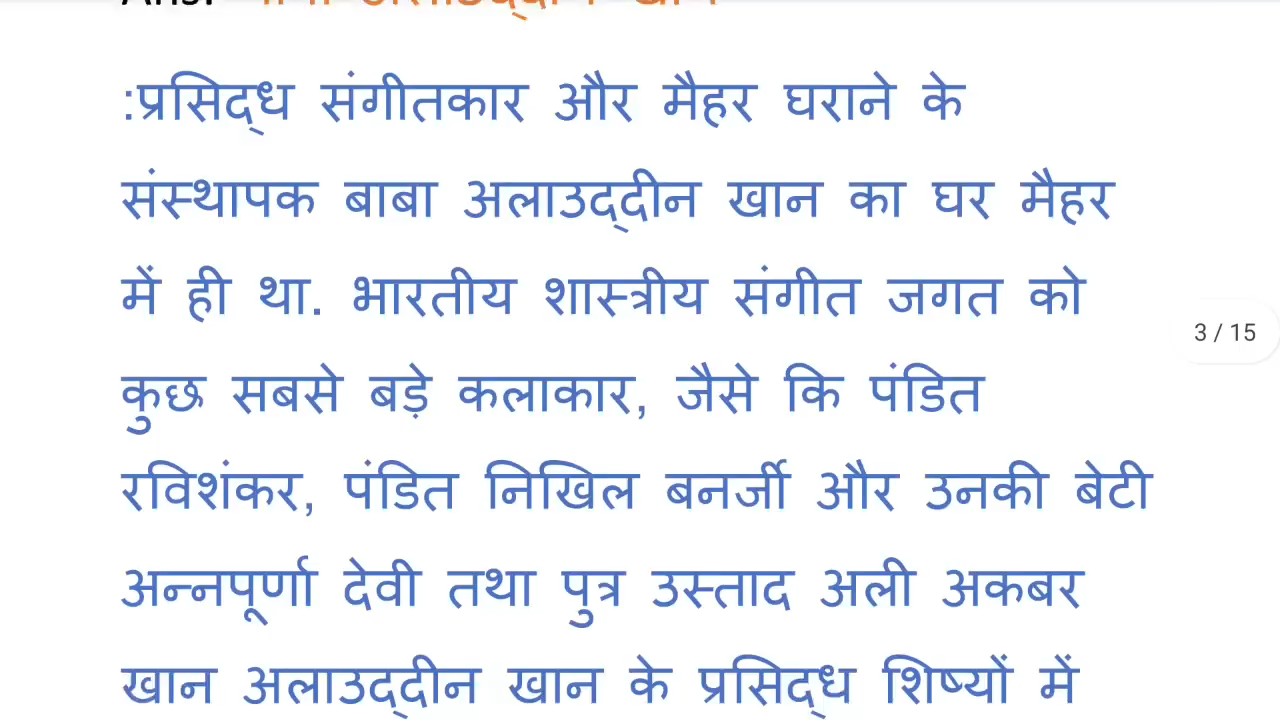 :प्रसिद्ध संगीतकार और मैहर घराने के
संस्थापक बाबा अलाउद्दीन खान का घर मैहर
में ही था. भारतीय शास्त्रीय संगीत जगत को
3 / 15
कुछ सबसे बड़े कलाकार, जैसे कि पंडित
रविशंकर, पंडित निखिल बनर्जी और उनकी बेटी
अन्नपूर्णा देवी तथा पुत्र उस्ताद अली अकबर
खान अलाउद्दीन खान के प्रसिद्ध शिष्यों में